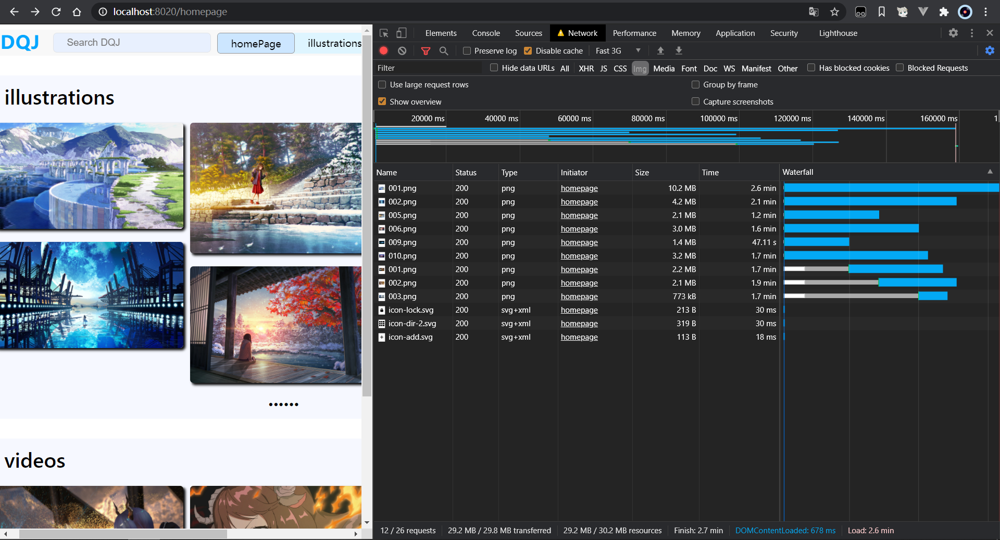 localhost:8020/homepage
DQJ
Search DQJ
homePage
illustrations
illustrations
••••••
videos
Elements Console Sources Network Performance Memory Application Security Lighthouse
Preserve log Disable cache Fast 3G
Filter Hide data URLs All XHR JS CSS Img Media Font Doc WS Manifest Other Has blocked cookies Blocked Requests
Use large request rows Group by frame
Show overview Capture screenshots
20000 ms 40000 ms 60000 ms 80000 ms 100000 ms 120000 ms 140000 ms 160000 ms 1
Name Status Type Initiator Size Time Waterfall
001.png 200 png homepage 10.2 MB 2.6 min
002.png 200 png homepage 4.2 MB 2.1 min
005.png 200 png homepage 2.1 MB 1.2 min
006.png 200 png homepage 3.0 MB 1.6 min
009.png 200 png homepage 1.4 MB 47.11 s
010.png 200 png homepage 3.2 MB 1.7 min
001.png 200 png homepage 2.2 MB 1.7 min
002.png 200 png homepage 2.1 MB 1.9 min
003.png 200 png homepage 773 kB 1.7 min
icon-lock.svg 200 svg+xml homepage 213 B 30 ms
icon-dir-2.svg 200 svg+xml homepage 319 B 30 ms
icon-add.svg 200 svg+xml homepage 113 B 18 ms
12 / 26 requests 29.2 MB / 29.8 MB transferred 29.2 MB / 30.2 MB resources Finish: 2.7 min DOMContentLoaded: 678 ms Load: 2.6 min